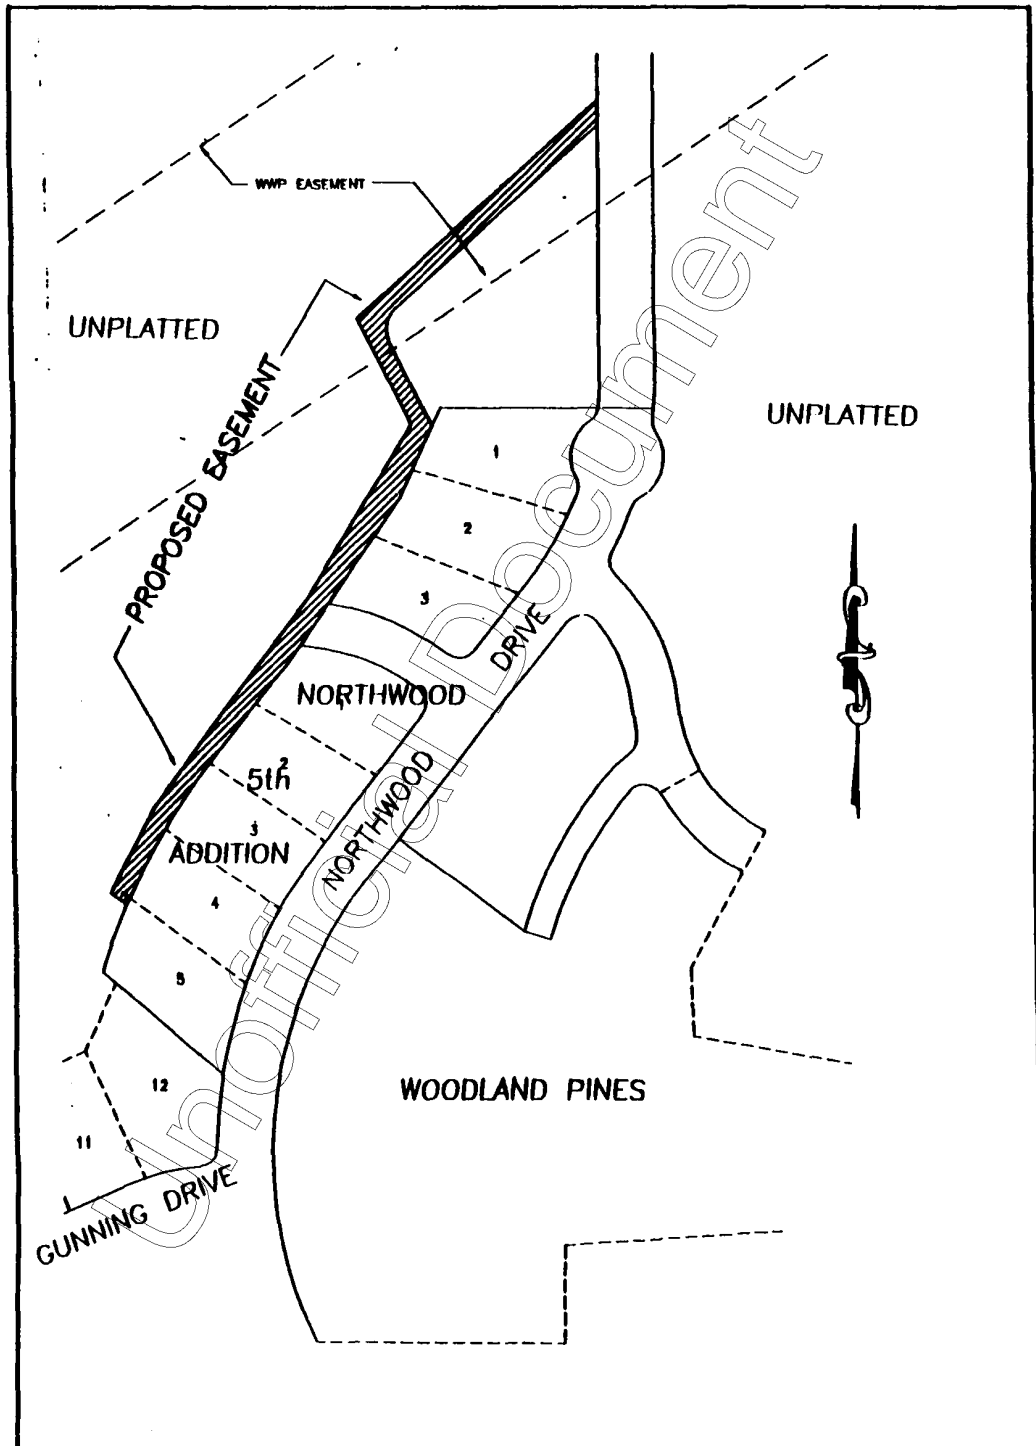 WWP EASEMENT
UNPLATTED
PROPOSED EASEMENT
UNPLATTED
1
2
3
DRIVE
NORTHWOOD
1
2
5th
NORTHWOOD
3
ADDITION
4
5
12
WOODLAND PINES
11
GUNNING DRIVE
Unofficial Document